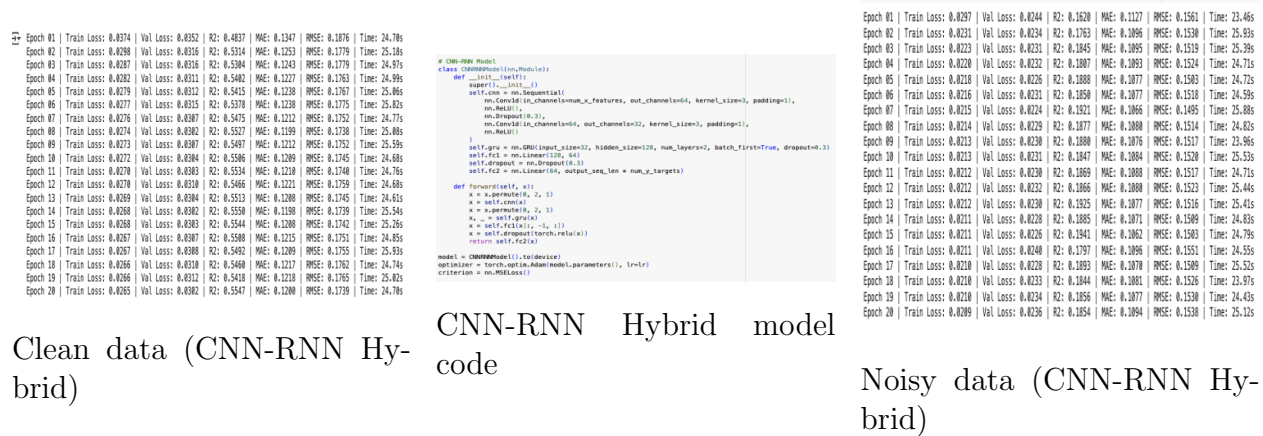 Epoch 01 | Train Loss: 0.0374 | Val Loss: 0.0352 | R2: 0.4837 | MAE: 0.1347 | RMSE: 0.1876 | Time: 24.70s
Epoch 02 | Train Loss: 0.0298 | Val Loss: 0.0316 | R2: 0.5314 | MAE: 0.1253 | RMSE: 0.1779 | Time: 25.18s
Epoch 03 | Train Loss: 0.0287 | Val Loss: 0.0316 | R2: 0.5304 | MAE: 0.1243 | RMSE: 0.1779 | Time: 24.97s
Epoch 04 | Train Loss: 0.0282 | Val Loss: 0.0311 | R2: 0.5402 | MAE: 0.1227 | RMSE: 0.1763 | Time: 24.99s
Epoch 05 | Train Loss: 0.0279 | Val Loss: 0.0312 | R2: 0.5415 | MAE: 0.1238 | RMSE: 0.1767 | Time: 25.06s
Epoch 06 | Train Loss: 0.0277 | Val Loss: 0.0315 | R2: 0.5378 | MAE: 0.1238 | RMSE: 0.1775 | Time: 25.82s
Epoch 07 | Train Loss: 0.0276 | Val Loss: 0.0307 | R2: 0.5475 | MAE: 0.1212 | RMSE: 0.1752 | Time: 24.77s
Epoch 08 | Train Loss: 0.0274 | Val Loss: 0.0302 | R2: 0.5527 | MAE: 0.1199 | RMSE: 0.1738 | Time: 25.08s
Epoch 09 | Train Loss: 0.0273 | Val Loss: 0.0307 | R2: 0.5497 | MAE: 0.1212 | RMSE: 0.1752 | Time: 25.59s
Epoch 10 | Train Loss: 0.0272 | Val Loss: 0.0304 | R2: 0.5506 | MAE: 0.1209 | RMSE: 0.1745 | Time: 24.68s
Epoch 11 | Train Loss: 0.0270 | Val Loss: 0.0303 | R2: 0.5534 | MAE: 0.1210 | RMSE: 0.1740 | Time: 24.76s
Epoch 12 | Train Loss: 0.0270 | Val Loss: 0.0310 | R2: 0.5466 | MAE: 0.1221 | RMSE: 0.1759 | Time: 24.68s
Epoch 13 | Train Loss: 0.0269 | Val Loss: 0.0304 | R2: 0.5513 | MAE: 0.1208 | RMSE: 0.1745 | Time: 24.61s
Epoch 14 | Train Loss: 0.0268 | Val Loss: 0.0302 | R2: 0.5550 | MAE: 0.1198 | RMSE: 0.1739 | Time: 25.54s
Epoch 15 | Train Loss: 0.0268 | Val Loss: 0.0303 | R2: 0.5544 | MAE: 0.1208 | RMSE: 0.1742 | Time: 25.26s
Epoch 16 | Train Loss: 0.0267 | Val Loss: 0.0307 | R2: 0.5508 | MAE: 0.1215 | RMSE: 0.1751 | Time: 24.85s
Epoch 17 | Train Loss: 0.0267 | Val Loss: 0.0308 | R2: 0.5492 | MAE: 0.1209 | RMSE: 0.1755 | Time: 25.93s
Epoch 18 | Train Loss: 0.0266 | Val Loss: 0.0310 | R2: 0.5460 | MAE: 0.1217 | RMSE: 0.1762 | Time: 24.74s
Epoch 19 | Train Loss: 0.0266 | Val Loss: 0.0312 | R2: 0.5418 | MAE: 0.1218 | RMSE: 0.1765 | Time: 25.02s
Epoch 20 | Train Loss: 0.0265 | Val Loss: 0.0302 | R2: 0.5547 | MAE: 0.1200 | RMSE: 0.1739 | Time: 24.70s
Clean data (CNN-RNN Hy-
brid)
# CNN-RNN Model
class CNNRNNModel(nn.Module):
    def __init__(self):
        super().__init__()
        self.cnn = nn.Sequential(
            nn.Conv1d(in_channels=num_x_features, out_channels=64, kernel_size=3, padding=1),
            nn.ReLU(),
            nn.Dropout(0.3),
            nn.Conv1d(in_channels=64, out_channels=32, kernel_size=3, padding=1),
            nn.ReLU()
        )
        self.gru = nn.GRU(input_size=32, hidden_size=128, num_layers=2, batch_first=True, dropout=0.3)
        self.fc1 = nn.Linear(128, 64)
        self.dropout = nn.Dropout(0.3)
        self.fc2 = nn.Linear(64, output_seq_len * num_y_targets)
    def forward(self, x):
        x = x.permute(0, 2, 1)
        x = self.cnn(x)
        x = x.permute(0, 2, 1)
        x, _ = self.gru(x)
        x = self.fc1(x[:, -1, :])
        x = self.dropout(torch.relu(x))
        return self.fc2(x)
model = CNNRNNModel().to(device)
optimizer = torch.optim.Adam(model.parameters(), lr=lr)
criterion = nn.MSELoss()
CNN-RNN Hybrid model
code
Epoch 01 | Train Loss: 0.0297 | Val Loss: 0.0244 | R2: 0.1620 | MAE: 0.1127 | RMSE: 0.1561 | Time: 23.46s
Epoch 02 | Train Loss: 0.0231 | Val Loss: 0.0234 | R2: 0.1763 | MAE: 0.1096 | RMSE: 0.1530 | Time: 25.93s
Epoch 03 | Train Loss: 0.0223 | Val Loss: 0.0231 | R2: 0.1845 | MAE: 0.1095 | RMSE: 0.1519 | Time: 25.39s
Epoch 04 | Train Loss: 0.0220 | Val Loss: 0.0232 | R2: 0.1807 | MAE: 0.1093 | RMSE: 0.1524 | Time: 24.71s
Epoch 05 | Train Loss: 0.0218 | Val Loss: 0.0226 | R2: 0.1888 | MAE: 0.1077 | RMSE: 0.1503 | Time: 24.72s
Epoch 06 | Train Loss: 0.0216 | Val Loss: 0.0231 | R2: 0.1850 | MAE: 0.1077 | RMSE: 0.1518 | Time: 24.59s
Epoch 07 | Train Loss: 0.0215 | Val Loss: 0.0224 | R2: 0.1921 | MAE: 0.1066 | RMSE: 0.1495 | Time: 25.88s
Epoch 08 | Train Loss: 0.0214 | Val Loss: 0.0229 | R2: 0.1877 | MAE: 0.1080 | RMSE: 0.1514 | Time: 24.82s
Epoch 09 | Train Loss: 0.0213 | Val Loss: 0.0230 | R2: 0.1880 | MAE: 0.1076 | RMSE: 0.1517 | Time: 23.96s
Epoch 10 | Train Loss: 0.0213 | Val Loss: 0.0231 | R2: 0.1847 | MAE: 0.1084 | RMSE: 0.1520 | Time: 25.53s
Epoch 11 | Train Loss: 0.0212 | Val Loss: 0.0230 | R2: 0.1869 | MAE: 0.1088 | RMSE: 0.1517 | Time: 24.71s
Epoch 12 | Train Loss: 0.0212 | Val Loss: 0.0232 | R2: 0.1866 | MAE: 0.1080 | RMSE: 0.1523 | Time: 25.44s
Epoch 13 | Train Loss: 0.0212 | Val Loss: 0.0230 | R2: 0.1925 | MAE: 0.1077 | RMSE: 0.1516 | Time: 25.41s
Epoch 14 | Train Loss: 0.0211 | Val Loss: 0.0228 | R2: 0.1885 | MAE: 0.1071 | RMSE: 0.1509 | Time: 24.83s
Epoch 15 | Train Loss: 0.0211 | Val Loss: 0.0226 | R2: 0.1941 | MAE: 0.1062 | RMSE: 0.1503 | Time: 24.79s
Epoch 16 | Train Loss: 0.0211 | Val Loss: 0.0240 | R2: 0.1797 | MAE: 0.1096 | RMSE: 0.1551 | Time: 24.55s
Epoch 17 | Train Loss: 0.0210 | Val Loss: 0.0228 | R2: 0.1893 | MAE: 0.1070 | RMSE: 0.1509 | Time: 25.52s
Epoch 18 | Train Loss: 0.0210 | Val Loss: 0.0233 | R2: 0.1844 | MAE: 0.1081 | RMSE: 0.1526 | Time: 23.97s
Epoch 19 | Train Loss: 0.0210 | Val Loss: 0.0234 | R2: 0.1856 | MAE: 0.1077 | RMSE: 0.1530 | Time: 24.43s
Epoch 20 | Train Loss: 0.0209 | Val Loss: 0.0236 | R2: 0.1854 | MAE: 0.1094 | RMSE: 0.1538 | Time: 25.12s
Noisy data (CNN-RNN Hy-
brid)